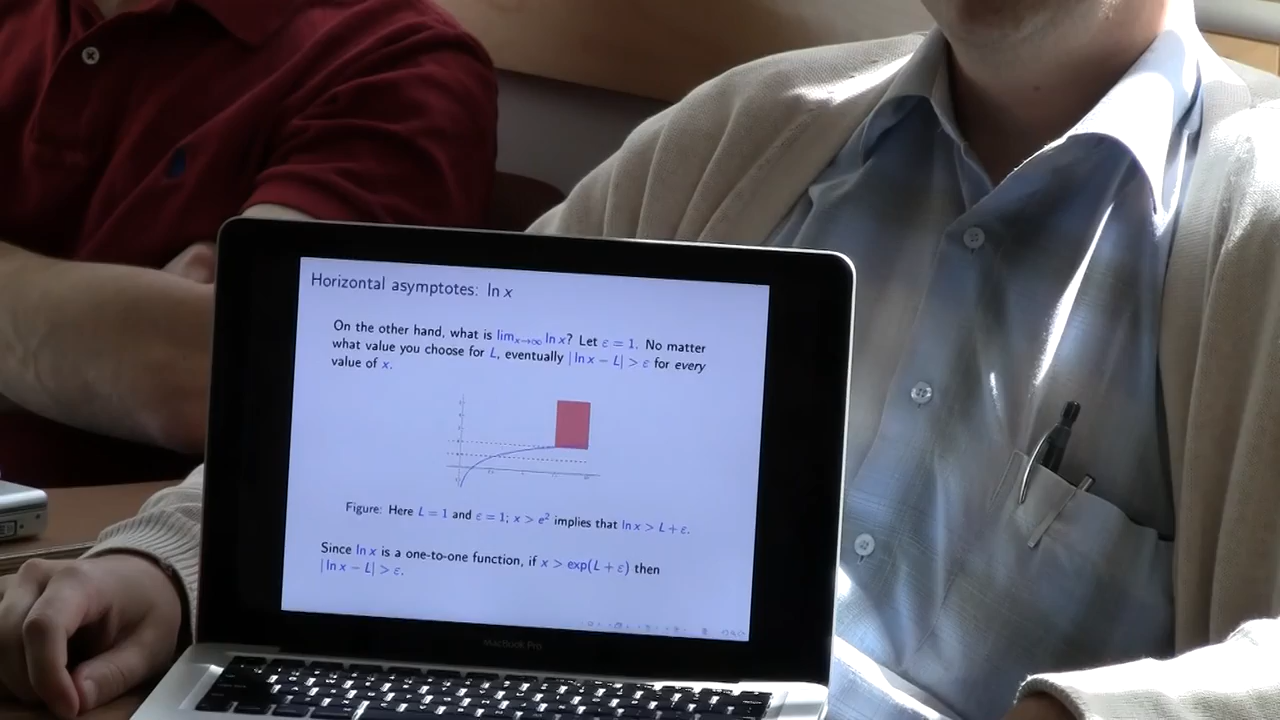 Horizontal asymptotes: ln x
On the other hand, what is lim x→∞ ln x? Let ε = 1. No matter
what value you choose for L, eventually |ln x − L| > ε for every
value of x.
Figure: Here L = 1 and ε = 1; x > e² implies that ln x > L + ε.
Since ln x is a one-to-one function, if x > exp(L + ε) then
|ln x − L| > ε.
MacBook Pro